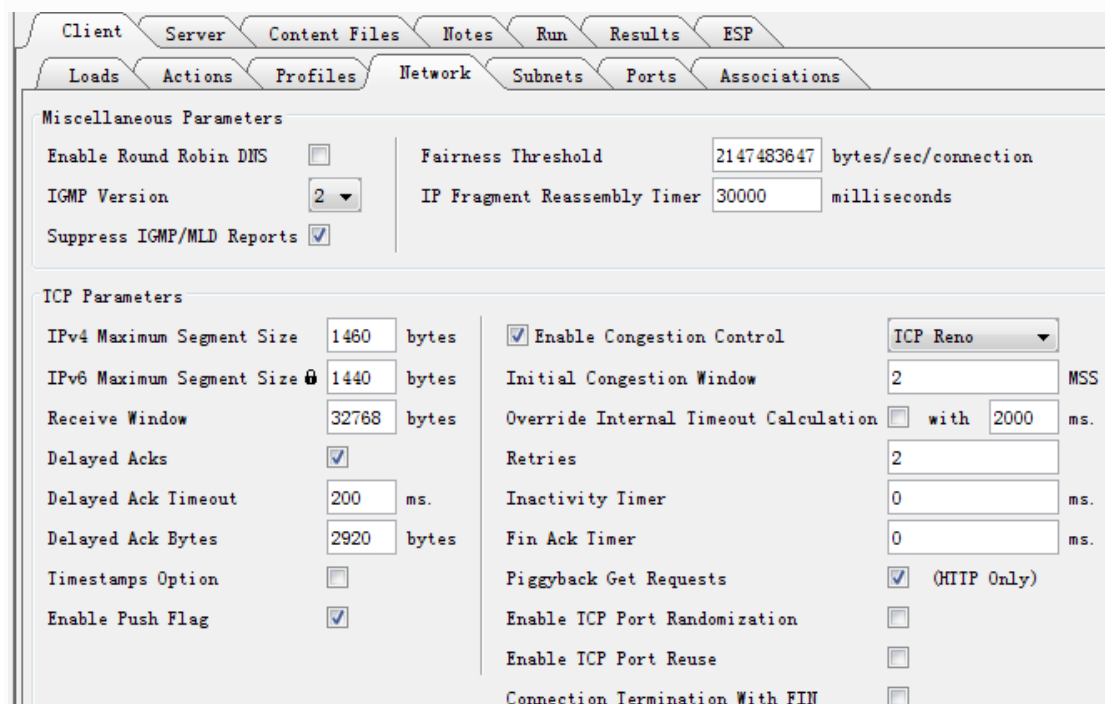 Client Server Content Files Notes Run Results ESP
Loads Actions Profiles Network Subnets Ports Associations
Miscellaneous Parameters
Enable Round Robin DNS
IGMP Version 2
Suppress IGMP/MLD Reports
Fairness Threshold 2147483647 bytes/sec/connection
IP Fragment Reassembly Timer 30000 milliseconds
TCP Parameters
IPv4 Maximum Segment Size 1460 bytes
IPv6 Maximum Segment Size 1440 bytes
Receive Window 32768 bytes
Delayed Acks
Delayed Ack Timeout 200 ms.
Delayed Ack Bytes 2920 bytes
Timestamps Option
Enable Push Flag
Enable Congestion Control TCP Reno
Initial Congestion Window 2 MSS
Override Internal Timeout Calculation with 2000 ms.
Retries 2
Inactivity Timer 0 ms.
Fin Ack Timer 0 ms.
Piggyback Get Requests (HTTP Only)
Enable TCP Port Randomization
Enable TCP Port Reuse
Connection Termination With FIN